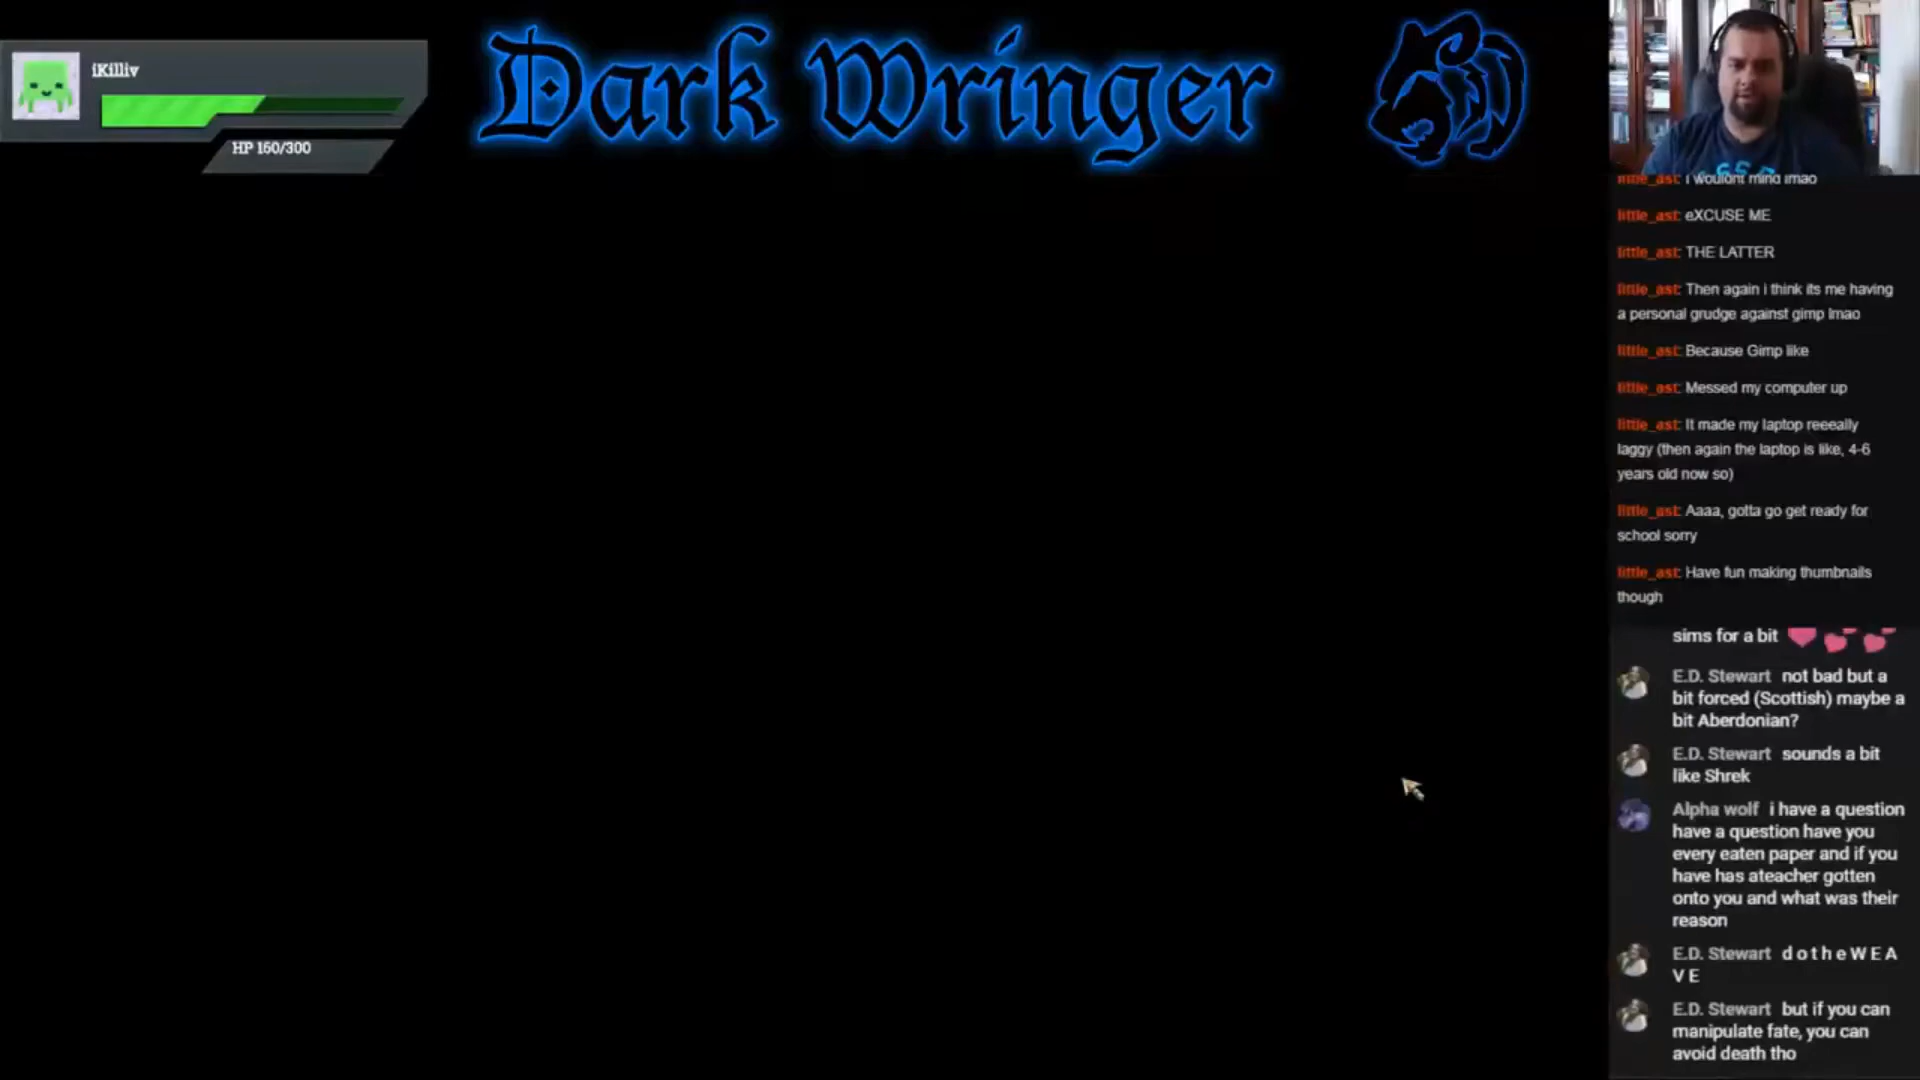 iKilliv
HP 160/300
Dark Wringer
little_ast: I wouldnt mind lmao
little_ast: eXCUSE ME
little_ast: THE LATTER
little_ast: Then again i think its me having
a personal grudge against gimp lmao
little_ast: Because Gimp like
little_ast: Messed my computer up
little_ast: It made my laptop reeeally
laggy (then again the laptop is like, 4-6
years old now so)
little_ast: Aaaa, gotta go get ready for
school sorry
little_ast: Have fun making thumbnails
though
sims for a bit
E.D. Stewart not bad but a
bit forced (Scottish) maybe a
bit Aberdonian?
E.D. Stewart sounds a bit
like Shrek
Alpha wolf i have a question
have a question have you
every eaten paper and if you
have has ateacher gotten
onto you and what was their
reason
E.D. Stewart d o t h e W E A
V E
E.D. Stewart but if you can
manipulate fate, you can
avoid death tho